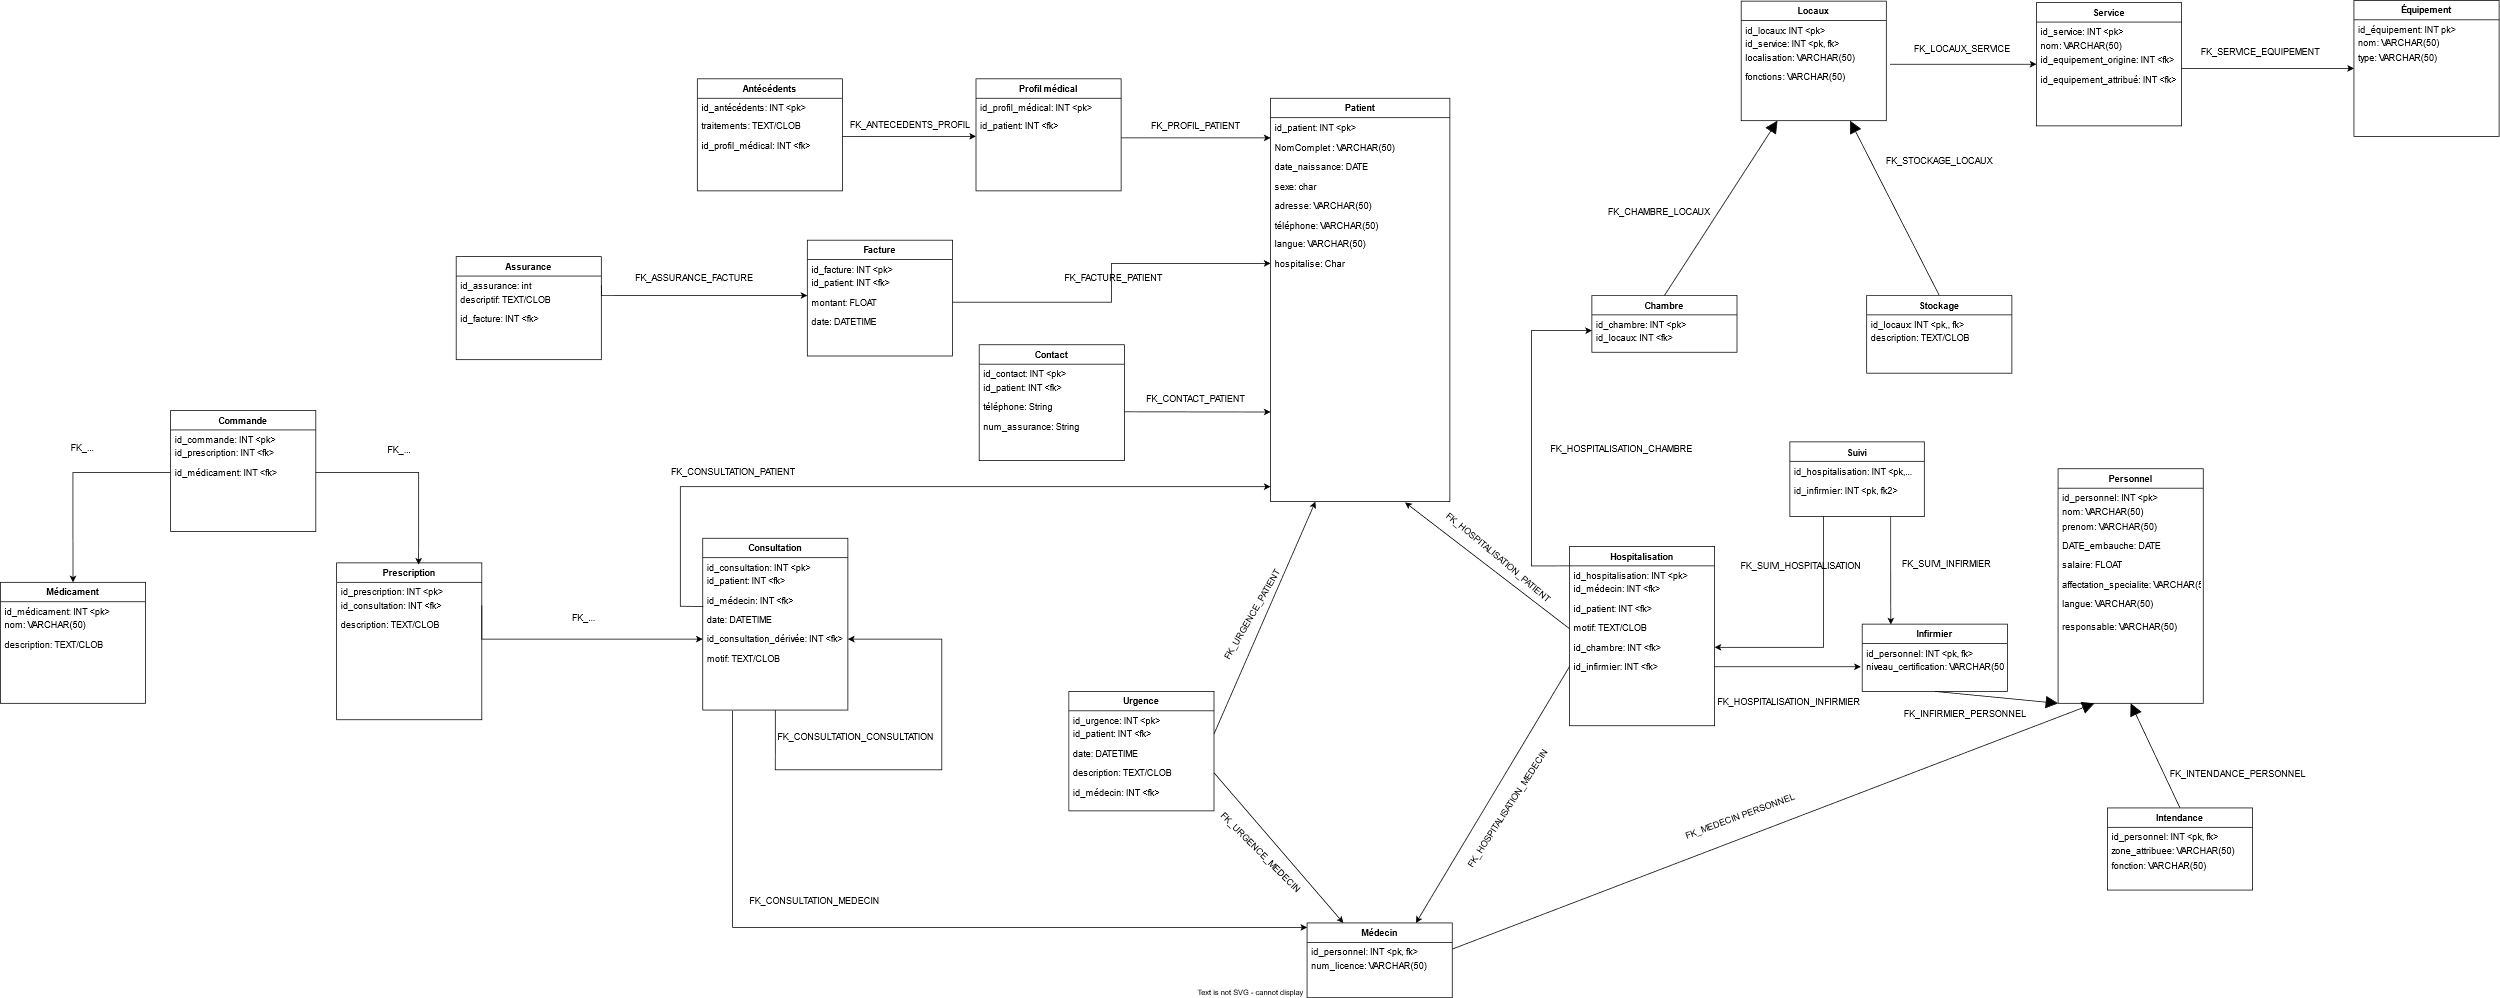 Locaux
id_locaux: INT <pk>
id_service: INT <pk, fk>
localisation: VARCHAR(50)
fonctions: VARCHAR(50)
FK_LOCAUX_SERVICE
Service
id_service: INT <pk>
nom: VARCHAR(50)
id_equipement_origine: INT <fk>
id_equipement_attribué: INT <fk>
FK_SERVICE_EQUIPEMENT
Équipement
id_équipement: INT pk>
nom: VARCHAR(50)
type: VARCHAR(50)
Antécédents
id_antécédents: INT <pk>
traitements: TEXT/CLOB
id_profil_médical: INT <fk>
FK_ANTECEDENTS_PROFIL
Profil médical
id_profil_médical: INT <pk>
id_patient: INT <fk>
FK_PROFIL_PATIENT
Patient
id_patient: INT <pk>
NomComplet : VARCHAR(50)
date_naissance: DATE
sexe: char
adresse: VARCHAR(50)
téléphone: VARCHAR(50)
langue: VARCHAR(50)
hospitalise: Char
FK_STOCKAGE_LOCAUX
FK_CHAMBRE_LOCAUX
Assurance
id_assurance: int
descriptif: TEXT/CLOB
id_facture: INT <fk>
FK_ASSURANCE_FACTURE
Facture
id_facture: INT <pk>
id_patient: INT <fk>
montant: FLOAT
date: DATETIME
FK_FACTURE_PATIENT
Chambre
id_chambre: INT <pk>
id_locaux: INT <fk>
Stockage
id_locaux: INT <pk,, fk>
description: TEXT/CLOB
Contact
id_contact: INT <pk>
id_patient: INT <fk>
téléphone: String
num_assurance: String
FK_CONTACT_PATIENT
FK_...
Commande
id_commande: INT <pk>
id_prescription: INT <fk>
id_médicament: INT <fk>
FK_...
FK_CONSULTATION_PATIENT
FK_HOSPITALISATION_CHAMBRE
Suivi
id_hospitalisation: INT <pk,...
id_infirmier: INT <pk, fk2>
Personnel
id_personnel: INT <pk>
nom: VARCHAR(50)
prenom: VARCHAR(50)
DATE_embauche: DATE
salaire: FLOAT
affectation_specialite: VARCHAR(5
langue: VARCHAR(50)
responsable: VARCHAR(50)
Médicament
id_médicament: INT <pk>
nom: VARCHAR(50)
description: TEXT/CLOB
Prescription
id_prescription: INT <pk>
id_consultation: INT <fk>
description: TEXT/CLOB
FK_...
Consultation
id_consultation: INT <pk>
id_patient: INT <fk>
id_médecin: INT <fk>
date: DATETIME
id_consultation_dérivée: INT <fk>
motif: TEXT/CLOB
FK_CONSULTATION_CONSULTATION
FK_URGENCE_PATIENT
FK_HOSPITALISATION_PATIENT
Hospitalisation
id_hospitalisation: INT <pk>
id_médecin: INT <fk>
id_patient: INT <fk>
motif: TEXT/CLOB
id_chambre: INT <fk>
id_infirmier: INT <fk>
FK_SUIVI_HOSPITALISATION
FK_SUIVI_INFIRMIER
Infirmier
id_personnel: INT <pk, fk>
niveau_certification: VARCHAR(50
FK_HOSPITALISATION_INFIRMIER
FK_INFIRMIER_PERSONNEL
Urgence
id_urgence: INT <pk>
id_patient: INT <fk>
date: DATETIME
description: TEXT/CLOB
id_médecin: INT <fk>
FK_URGENCE_MEDECIN
FK_HOSPITALISATION_MEDECIN
FK_MEDECIN PERSONNEL
FK_INTENDANCE_PERSONNEL
Intendance
id_personnel: INT <pk, fk>
zone_attribuee: VARCHAR(50)
fonction: VARCHAR(50)
FK_CONSULTATION_MEDECIN
Médecin
id_personnel: INT <pk, fk>
num_licence: VARCHAR(50)
Text is not SVG - cannot display